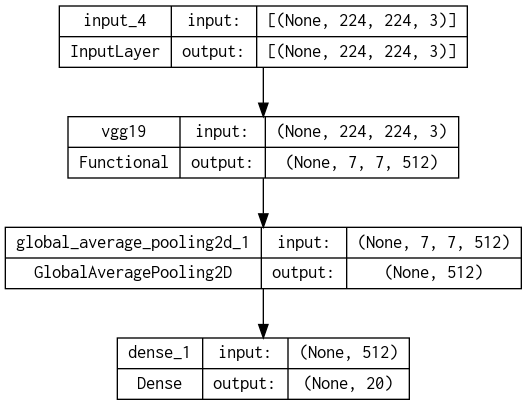 input_4 input: [(None, 224, 224, 3)]
InputLayer output: [(None, 224, 224, 3)]
vgg19 input: (None, 224, 224, 3)
Functional output: (None, 7, 7, 512)
global_average_pooling2d_1 input: (None, 7, 7, 512)
GlobalAveragePooling2D output: (None, 512)
dense_1 input: (None, 512)
Dense output: (None, 20)